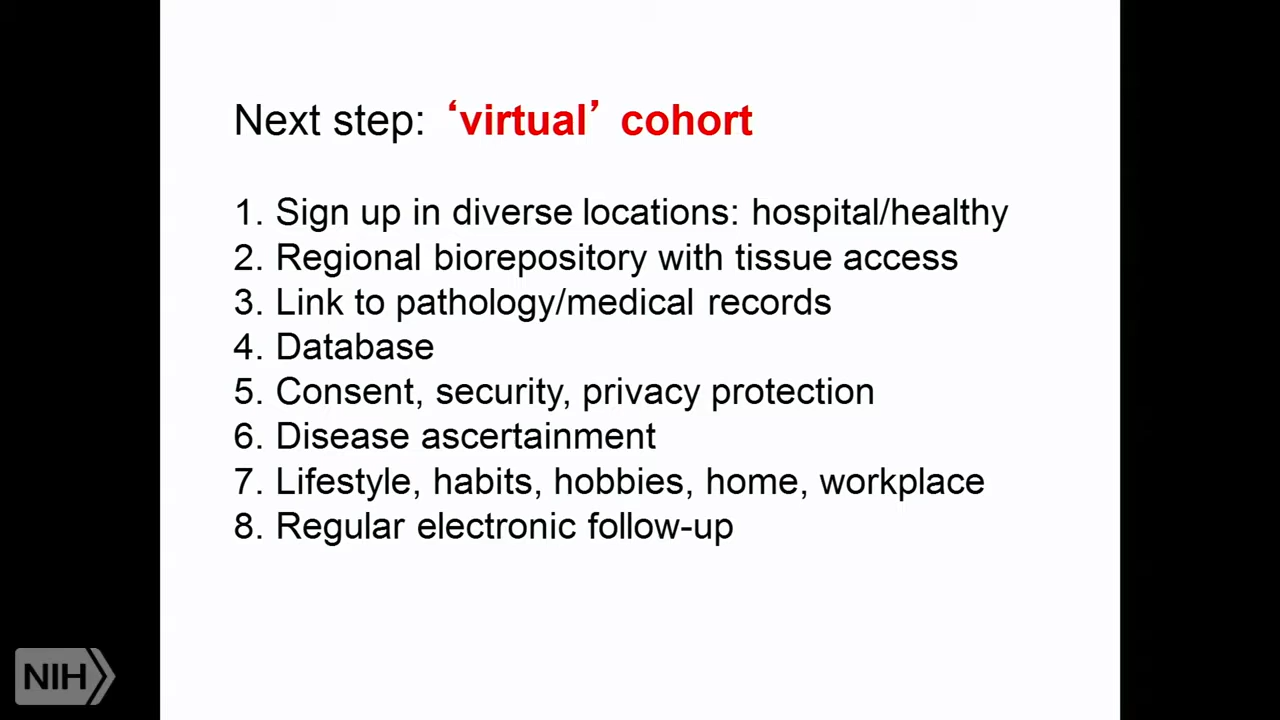 Next step: ‘virtual’ cohort
1. Sign up in diverse locations: hospital/healthy
2. Regional biorepository with tissue access
3. Link to pathology/medical records
4. Database
5. Consent, security, privacy protection
6. Disease ascertainment
7. Lifestyle, habits, hobbies, home, workplace
8. Regular electronic follow-up
NIH